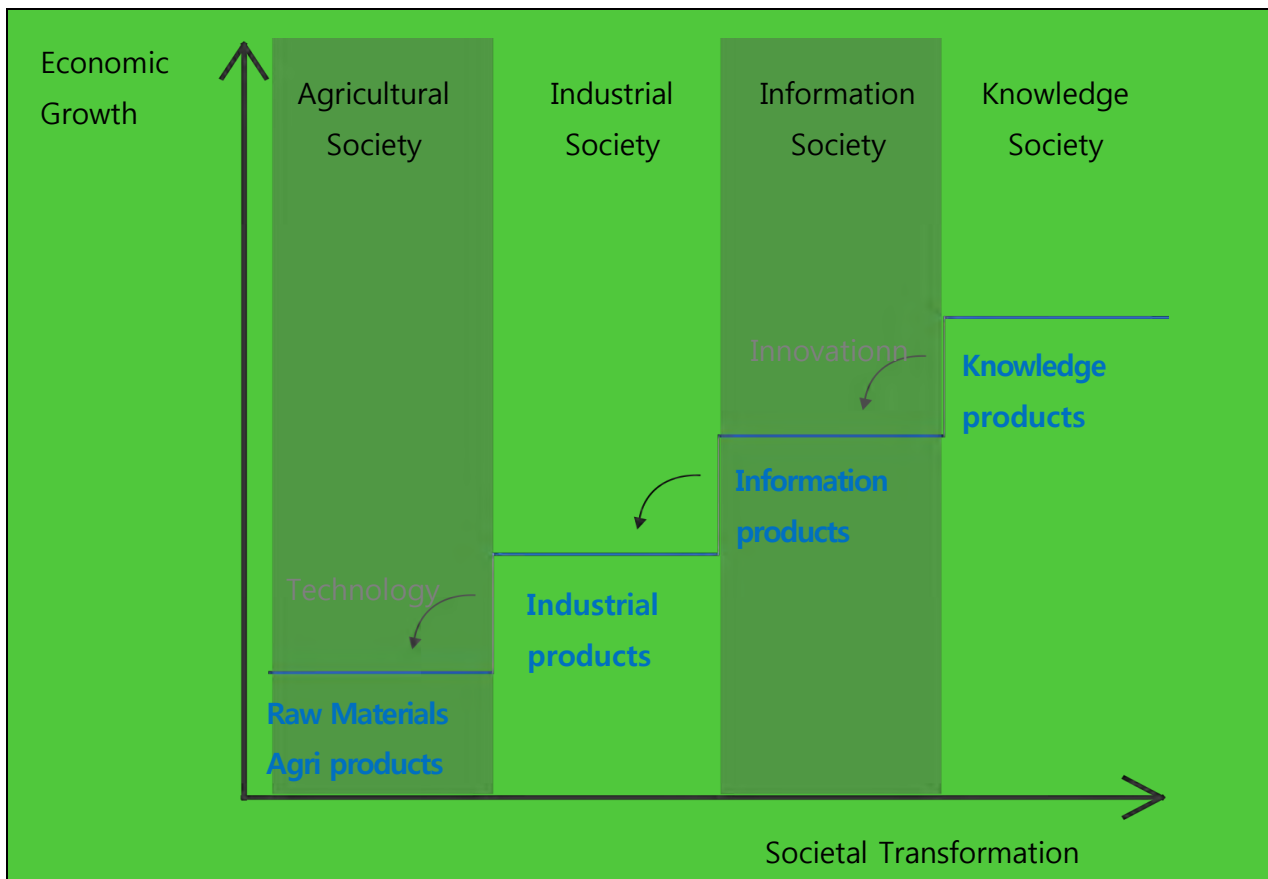 Economic
Growth
Agricultural
Society
Industrial
Society
Information
Society
Knowledge
Society
Innovationn
Knowledge
products
Information
products
Technology
Industrial
products
Raw Materials
Agri products
Societal Transformation